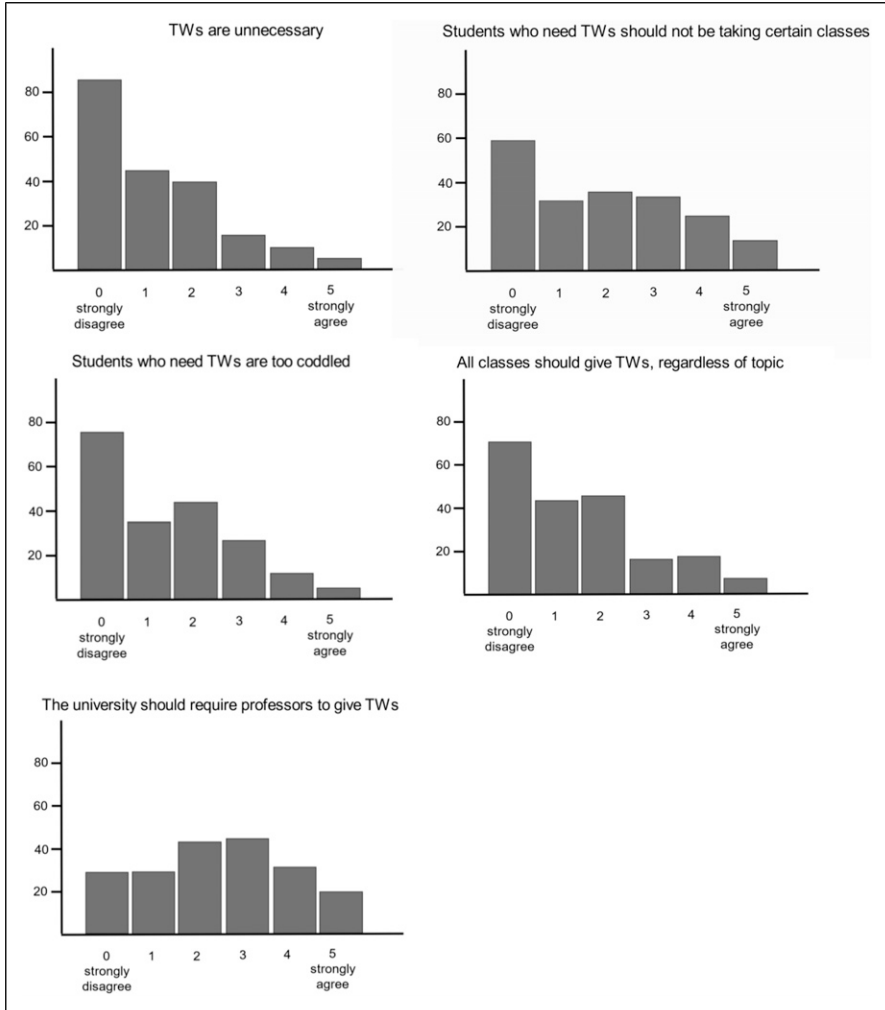 TWs are unnecessary
80
60
40
20
0 1 2 3 4 5
strongly strongly
disagree agree
Students who need TWs should not be taking certain classes
80
60
40
20
0 1 2 3 4 5
strongly strongly
disagree agree
Students who need TWs are too coddled
80
60
40
20
0 1 2 3 4 5
strongly strongly
disagree agree
All classes should give TWs, regardless of topic
80
60
40
20
0 1 2 3 4 5
strongly strongly
disagree agree
The university should require professors to give TWs
80
60
40
20
0 1 2 3 4 5
strongly strongly
disagree agree